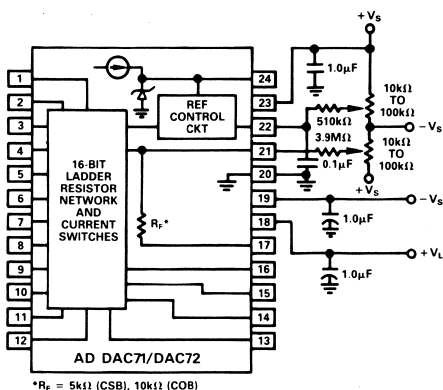 +VS
1.0μF
1
2
3
4
5
6
7
8
9
10
11
12
16-BIT
LADDER
RESISTOR
NETWORK
AND
CURRENT
SWITCHES
REF
CONTROL
CKT
RF*
24
23
22
21
20
19
18
17
16
15
14
13
510kΩ
3.9MΩ
0.1μF
10kΩ
TO
100kΩ
-VS
10kΩ
TO
100kΩ
+VS
-VS
1.0μF
+VL
1.0μF
AD DAC71/DAC72
*RF = 5kΩ (CSB), 10kΩ (COB)